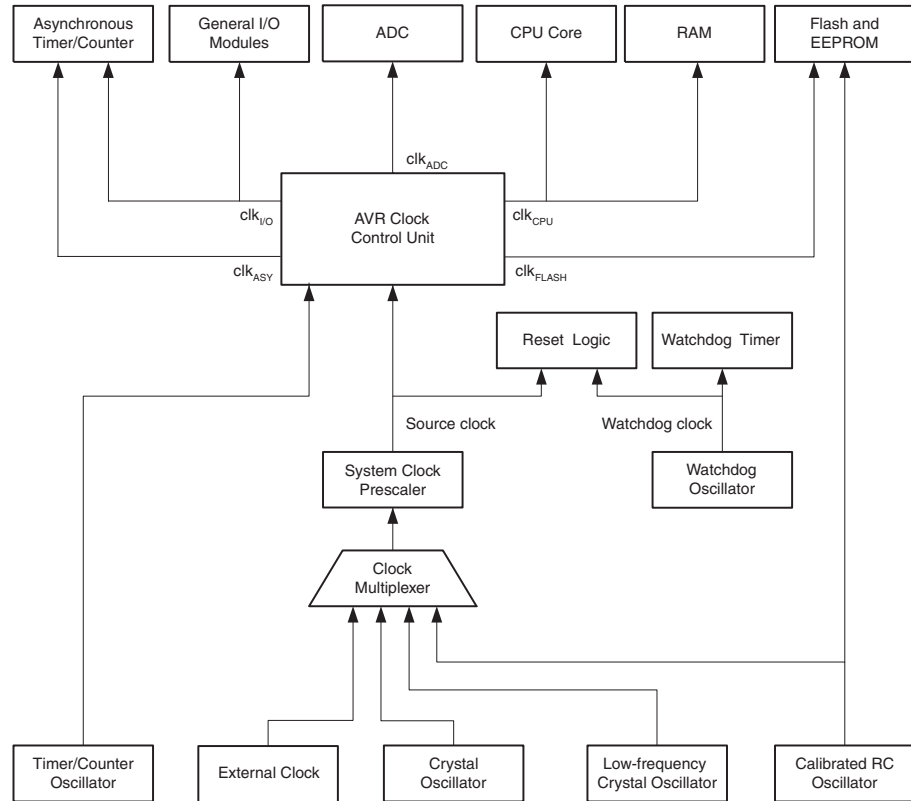 Asynchronous
Timer/Counter
General I/O
Modules
ADC
CPU Core
RAM
Flash and
EEPROM
clkADC
clkI/O
AVR Clock
Control Unit
clkCPU
clkASY
clkFLASH
Reset Logic
Watchdog Timer
Source clock
Watchdog clock
System Clock
Prescaler
Watchdog
Oscillator
Clock
Multiplexer
Timer/Counter
Oscillator
External Clock
Crystal
Oscillator
Low-frequency
Crystal Oscillator
Calibrated RC
Oscillator